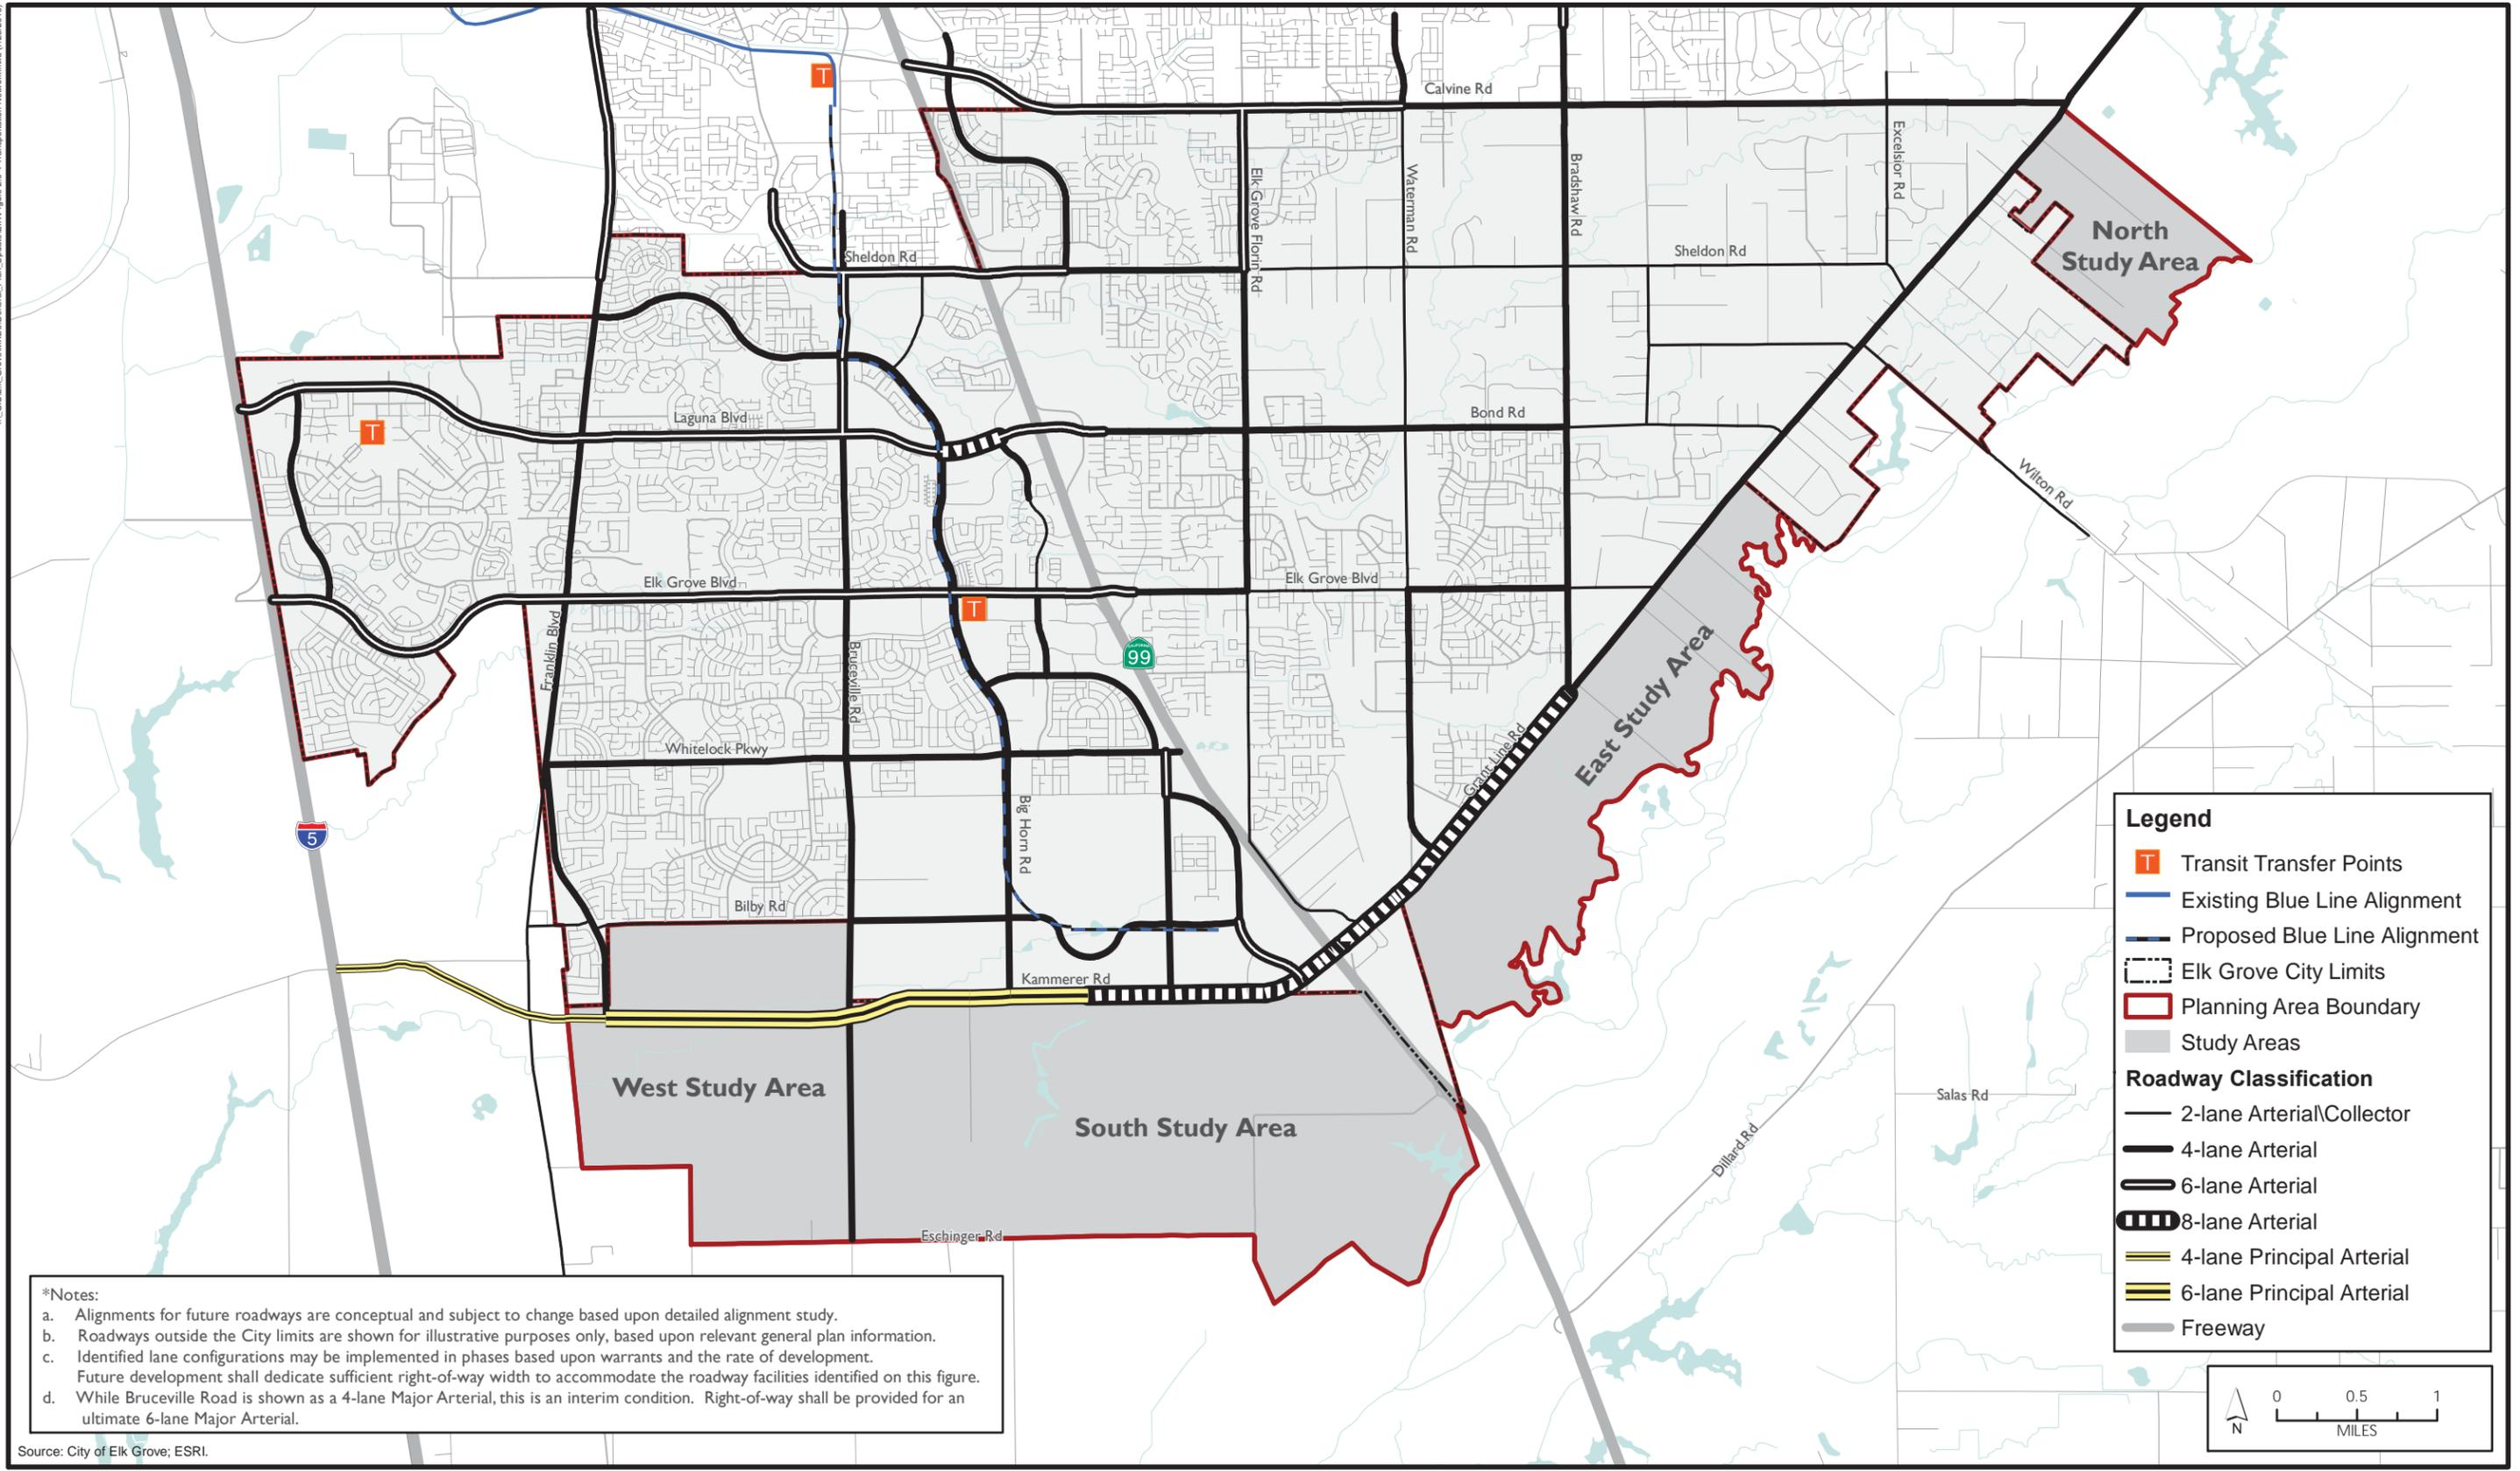 T
Calvine Rd
Excelsior Rd
Elk Grove Florin Rd
Waterman Rd
Bradshaw Rd
North
Study Area
Sheldon Rd
Sheldon Rd
Laguna Blvd
Bond Rd
T
Wilton Rd
Elk Grove Blvd
Elk Grove Blvd
T
Franklin Blvd
Bruceville Rd
CALIFORNIA
99
East Study Area
Grant Line Rd
Whitelock Pkwy
Big Horn Rd
5
Bilby Rd
Kammerer Rd
West Study Area
South Study Area
Salas Rd
Dillard Rd
Eschinger Rd
Legend
T Transit Transfer Points
Existing Blue Line Alignment
Proposed Blue Line Alignment
Elk Grove City Limits
Planning Area Boundary
Study Areas
Roadway Classification
2-lane Arterial\Collector
4-lane Arterial
6-lane Arterial
8-lane Arterial
4-lane Principal Arterial
6-lane Principal Arterial
Freeway
*Notes:
a. Alignments for future roadways are conceptual and subject to change based upon detailed alignment study.
b. Roadways outside the City limits are shown for illustrative purposes only, based upon relevant general plan information.
c. Identified lane configurations may be implemented in phases based upon warrants and the rate of development.
Future development shall dedicate sufficient right-of-way width to accommodate the roadway facilities identified on this figure.
d. While Bruceville Road is shown as a 4-lane Major Arterial, this is an interim condition. Right-of-way shall be provided for an
ultimate 6-lane Major Arterial.
Source: City of Elk Grove; ESRI.
N
0 0.5 1
MILES